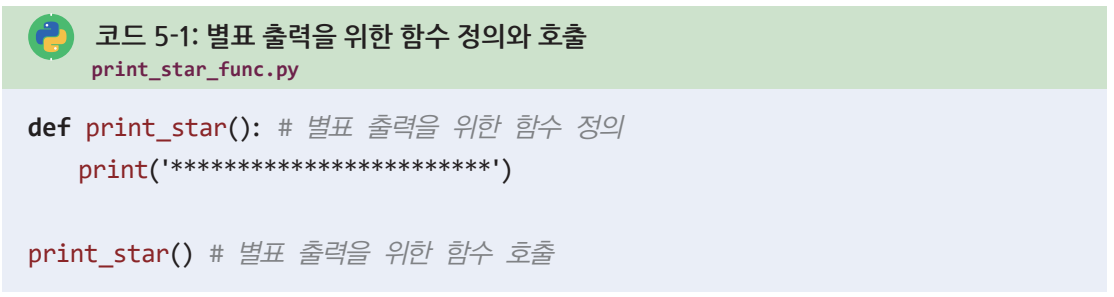 코드 5-1: 별표 출력을 위한 함수 정의와 호출
print_star_func.py
def print_star(): # 별표 출력을 위한 함수 정의
    print('************************')
print_star() # 별표 출력을 위한 함수 호출